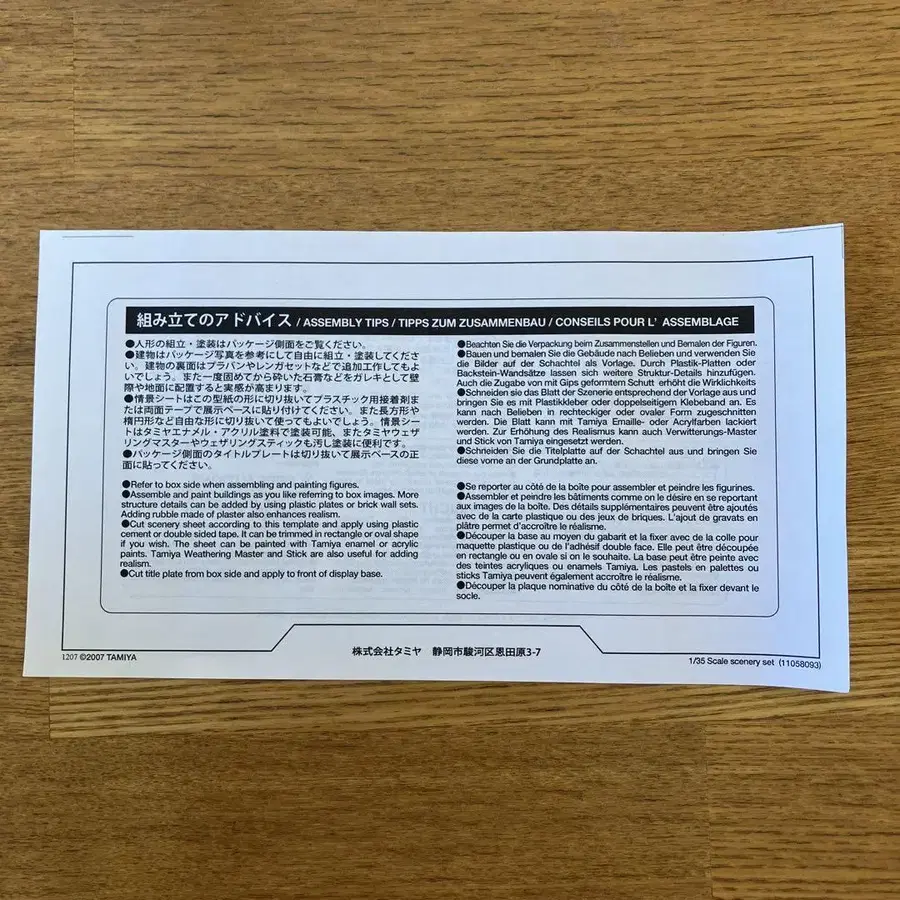 組み立てのアドバイス / ASSEMBLY TIPS / TIPPS ZUM ZUSAMMENBAU / CONSEILS POUR L' ASSEMBLAGE
●人形の組立・塗装はパッケージ側面をご覧ください。
●建物はパッケージ写真を参考にして自由に組立・塗装してくださ
い。建物の裏面はプラバンやレンガセットなどで追加工作してもよ
いでしょう。また一度固めてから砕いた石膏などをガレキとして壁
際や地面に配置すると実感が高まります。
●情景シートはこの型紙の形に切り抜いてプラスチック用接着剤ま
たは両面テープで展示ベースに貼り付けてください。また長方形や
楕円形など自由な形に切り抜いて使ってもよいでしょう。情景シー
トはタミヤエナメル・アクリル塗料で塗装可能、またタミヤウェザ
リングマスターやウェザリングスティックも汚し塗装に便利です。
●パッケージ側面のタイトルプレートは切り抜いて展示ベースの正
面に貼ってください。
●Refer to box side when assembling and painting figures.
●Assemble and paint buildings as you like referring to box images. More
structure details can be added by using plastic plates or brick wall sets.
Adding rubble made of plaster also enhances realism.
●Cut scenery sheet according to this template and apply using plastic
cement or double sided tape. It can be trimmed in rectangle or oval shape
if you wish. The sheet can be painted with Tamiya enamel or acrylic
paints. Tamiya Weathering Master and Stick are also useful for adding
realism.
●Cut title plate from box side and apply to front of display base.
●Beachten Sie die Verpackung beim Zusammenstellen und Bemalen der Figuren.
●Bauen und bemalen Sie die Gebäude nach Belieben und verwenden Sie
die Bilder auf der Schachtel als Vorlage. Durch Plastik-Platten oder
Backstein-Wandsätze lassen sich weitere Struktur-Details hinzufügen.
Auch die Zugabe von mit Gips geformtem Schutt erhöht die Wirklichkeits
●Schneiden sie das Blatt der Szenerie entsprechend der Vorlage aus und
bringen Sie es mit Plastikkleber oder doppelseitigem Klebeband an. Es
kann nach Belieben in rechteckiger oder ovaler Form zugeschnitten
werden. Die Blatt kann mit Tamiya Emaille- oder Acrylfarben lackiert
werden. Zur Erhöhung des Realismus kann auch Verwitterungs-Master
und Stick von Tamiya eingesetzt werden.
●Schrieden Sie die Titelplatte auf der Schachtel aus und bringen Sie
diese vorne an der Grundplatte an.
●Se reporter au côté de la boîte pour assembler et peindre les figurines.
●Assembler et peindre les bâtiments comme on le désire en se reportant
aux images de la boîte. Des détails supplémentaires peuvent être ajoutés
avec de la carte plastique ou des jeux de briques. L'ajout de gravats en
plâtre permet d'accroître le réalisme.
●Découper la base au moyen du gabarit et la fixer avec de la colle pour
maquette plastique ou de l'adhésif double face. Elle peut être découpée
en rectangle ou en ovale si on le souhaite. La base peut être peinte avec
des teintes acryliques ou enamels Tamiya. Les pastels en palettes ou
sticks Tamiya peuvent également accroître le réalisme.
●Découper la plaque nominative du côté de la boîte et la fixer devant le
socle.
1207 ©2007 TAMIYA
株式会社タミヤ 静岡市駿河区恩田原3-7
1/35 Scale scenery set (11058093)